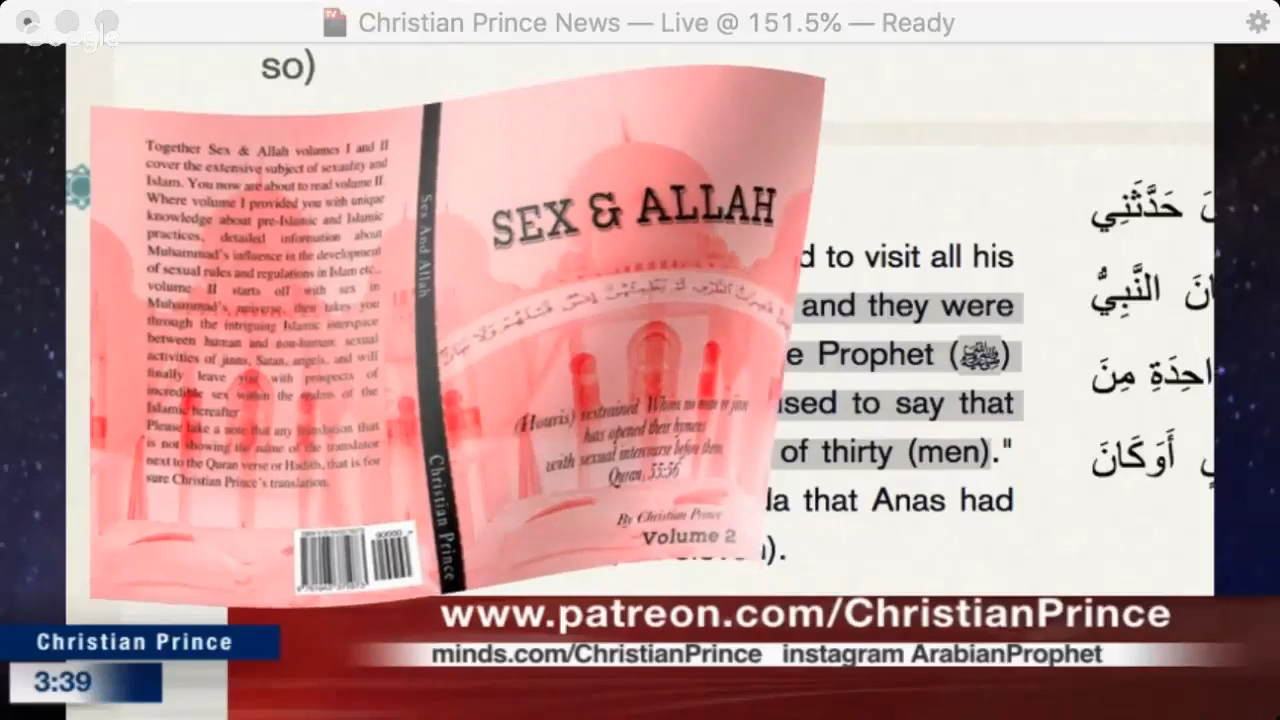 Christian Prince News — Live @ 151.5% — Ready
Google
so)
Together Sex & Allah volumes I and II
cover the extensive subject of sexuality and
Islam. You now are about to read volume II.
Where volume I provided you with unique
knowledge about pre-Islamic and Islamic
practices, detailed information about
Muhammad's influence in the development
of sexual rules and regulations in Islam etc.,
volume II starts off with sex in
Muhammad's universe, then takes you
through the intriguing Islamic interspace
between human and non-human sexual
activities of jinns, Satan, angels, and will
finally leave you with prospects of
incredible sex within the realms of the
Islamic hereafter
Please take a note that any translation that
is not showing the name of the translator
next to the Quran verse or Hadith, that is for
sure Christian Prince's translation.
Sex And Allah
Christian Prince
SEX & ALLAH
(Houris) restrained Whom no man or jinn
has opened their hymens
with sexual intercourse before them
Quran, 55:56
By Christian Prince
Volume 2
d to visit all his
and they were
e Prophet (ﷺ)
used to say that
of thirty (men)."
da that Anas had
).
حَدَّثَنِي
النَّبِيُّ
احِدَةِ مِنَ
أَوَكَانَ
www.patreon.com/ChristianPrince
minds.com/ChristianPrince instagram ArabianProphet
Christian Prince
3:39